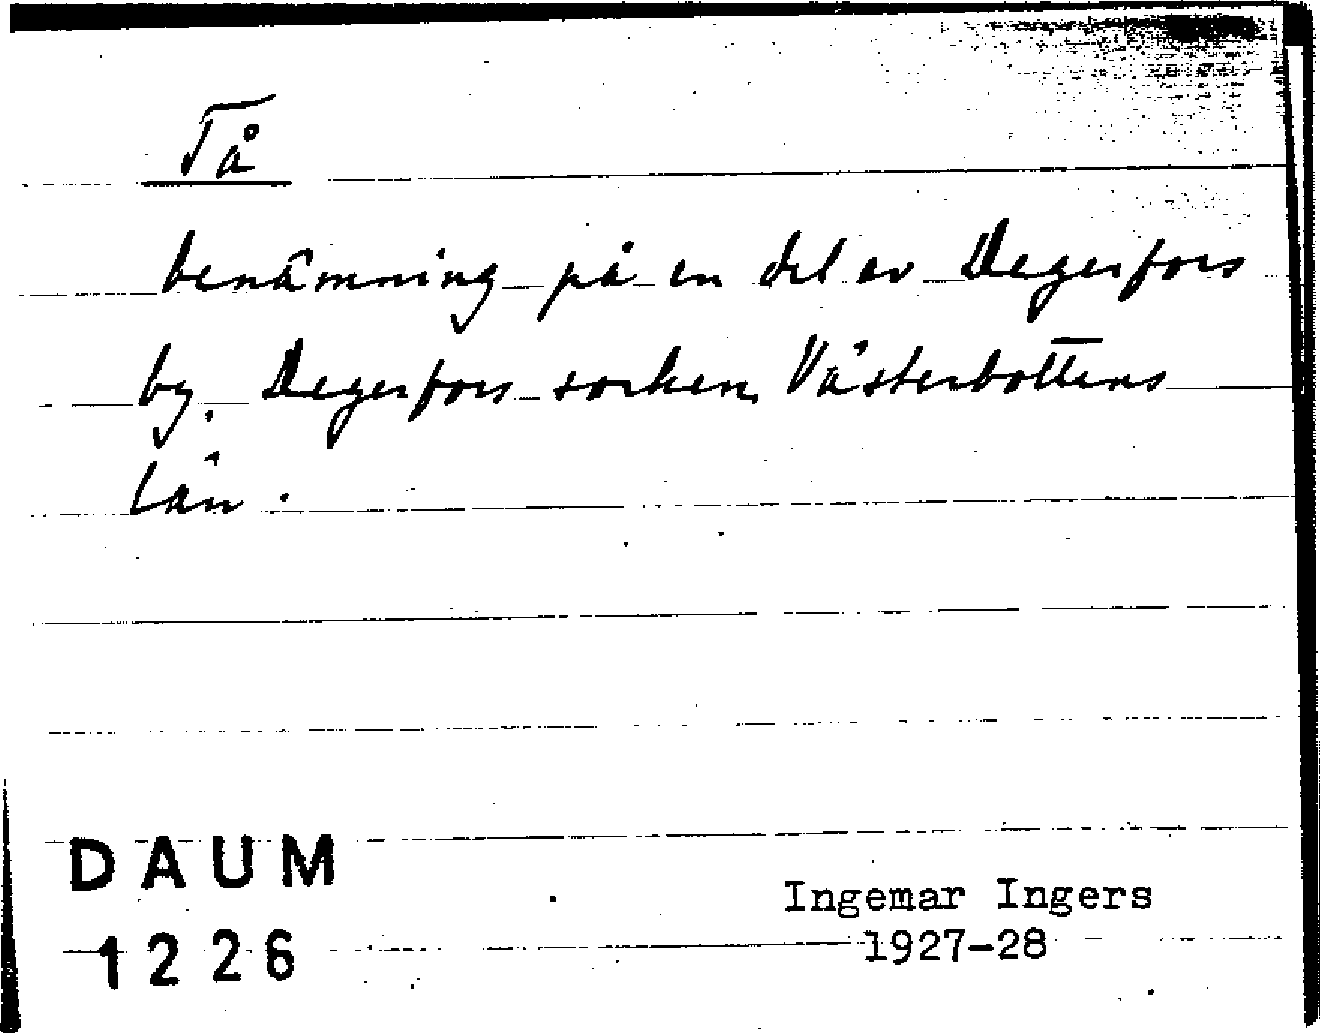 Tå
benämning på en del av Degerfors
by. Degerfors socken, Västerbottens
län.
DAUM
1226
Ingemar Ingers
1927-28